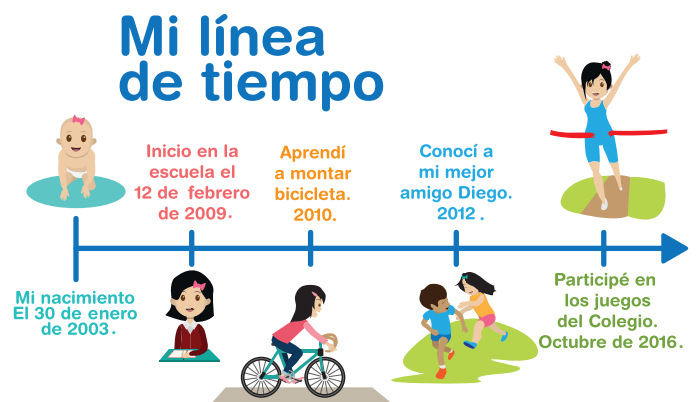 Mi línea
de tiempo
Inicio en la
escuela el
12 de febrero
de 2009.
Aprendí
a montar
bicicleta.
2010.
Conocí a
mi mejor
amigo Diego.
2012 .
Mi nacimiento
El 30 de enero
de 2003.
Participé en
los juegos
del Colegio.
Octubre de 2016.